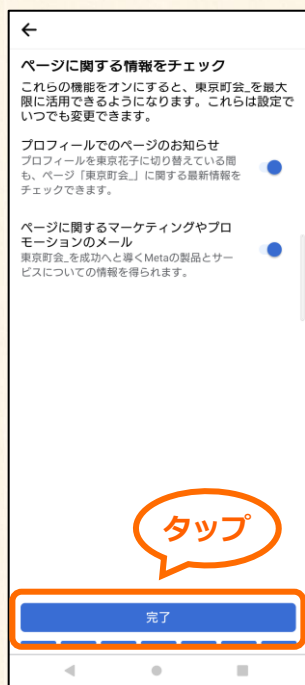 ページに関する情報をチェック
これらの機能をオンにすると、東京町会_を最大
限に活用できるようになります。これらは設定で
いつでも変更できます。
プロフィールでのページのお知らせ
プロフィールを東京花子に切り替えている間
も、ページ「東京町会_」に関する最新情報を
チェックできます。
ページに関するマーケティングやプロ
モーションのメール
東京町会_を成功へと導くMetaの製品とサー
ビスについての情報を得られます。
タップ
完了